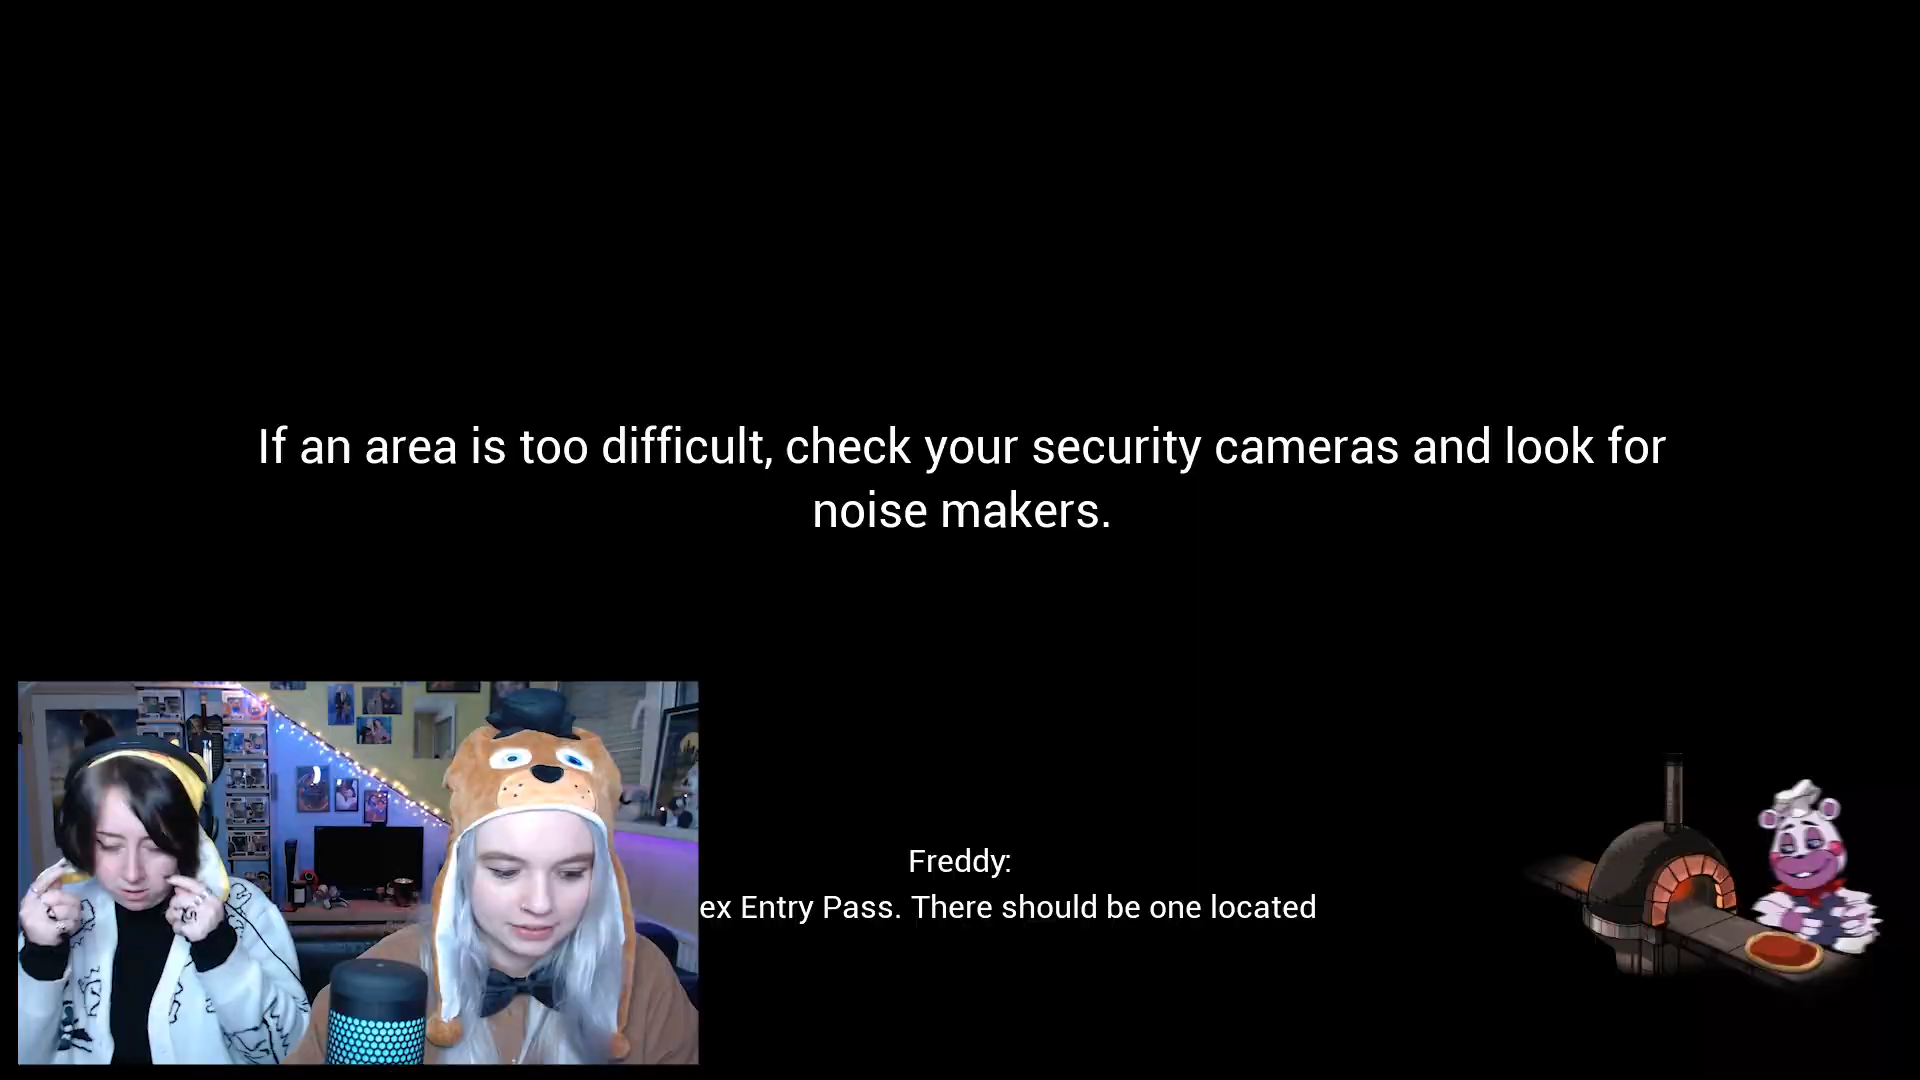 If an area is too difficult, check your security cameras and look for
noise makers.
Freddy:
ex Entry Pass. There should be one located